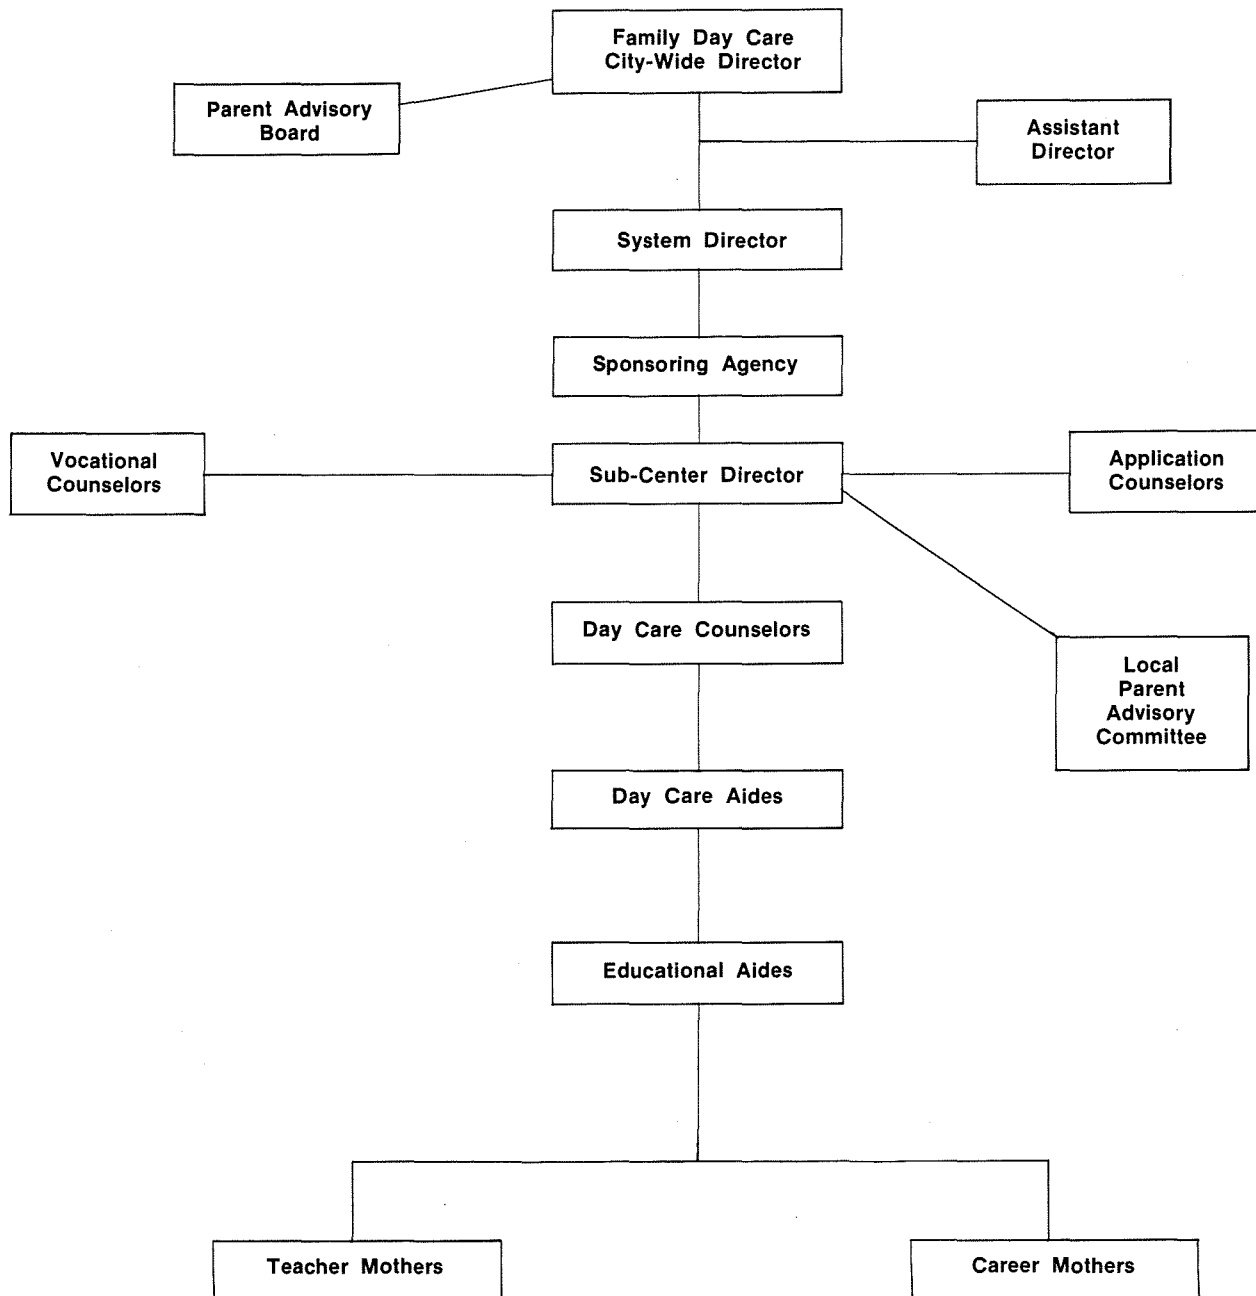 Family Day Care
City-Wide Director
Parent Advisory
Board
Assistant
Director
System Director
Sponsoring Agency
Vocational
Counselors
Sub-Center Director
Application
Counselors
Day Care Counselors
Local
Parent
Advisory
Committee
Day Care Aides
Educational Aides
Teacher Mothers
Career Mothers